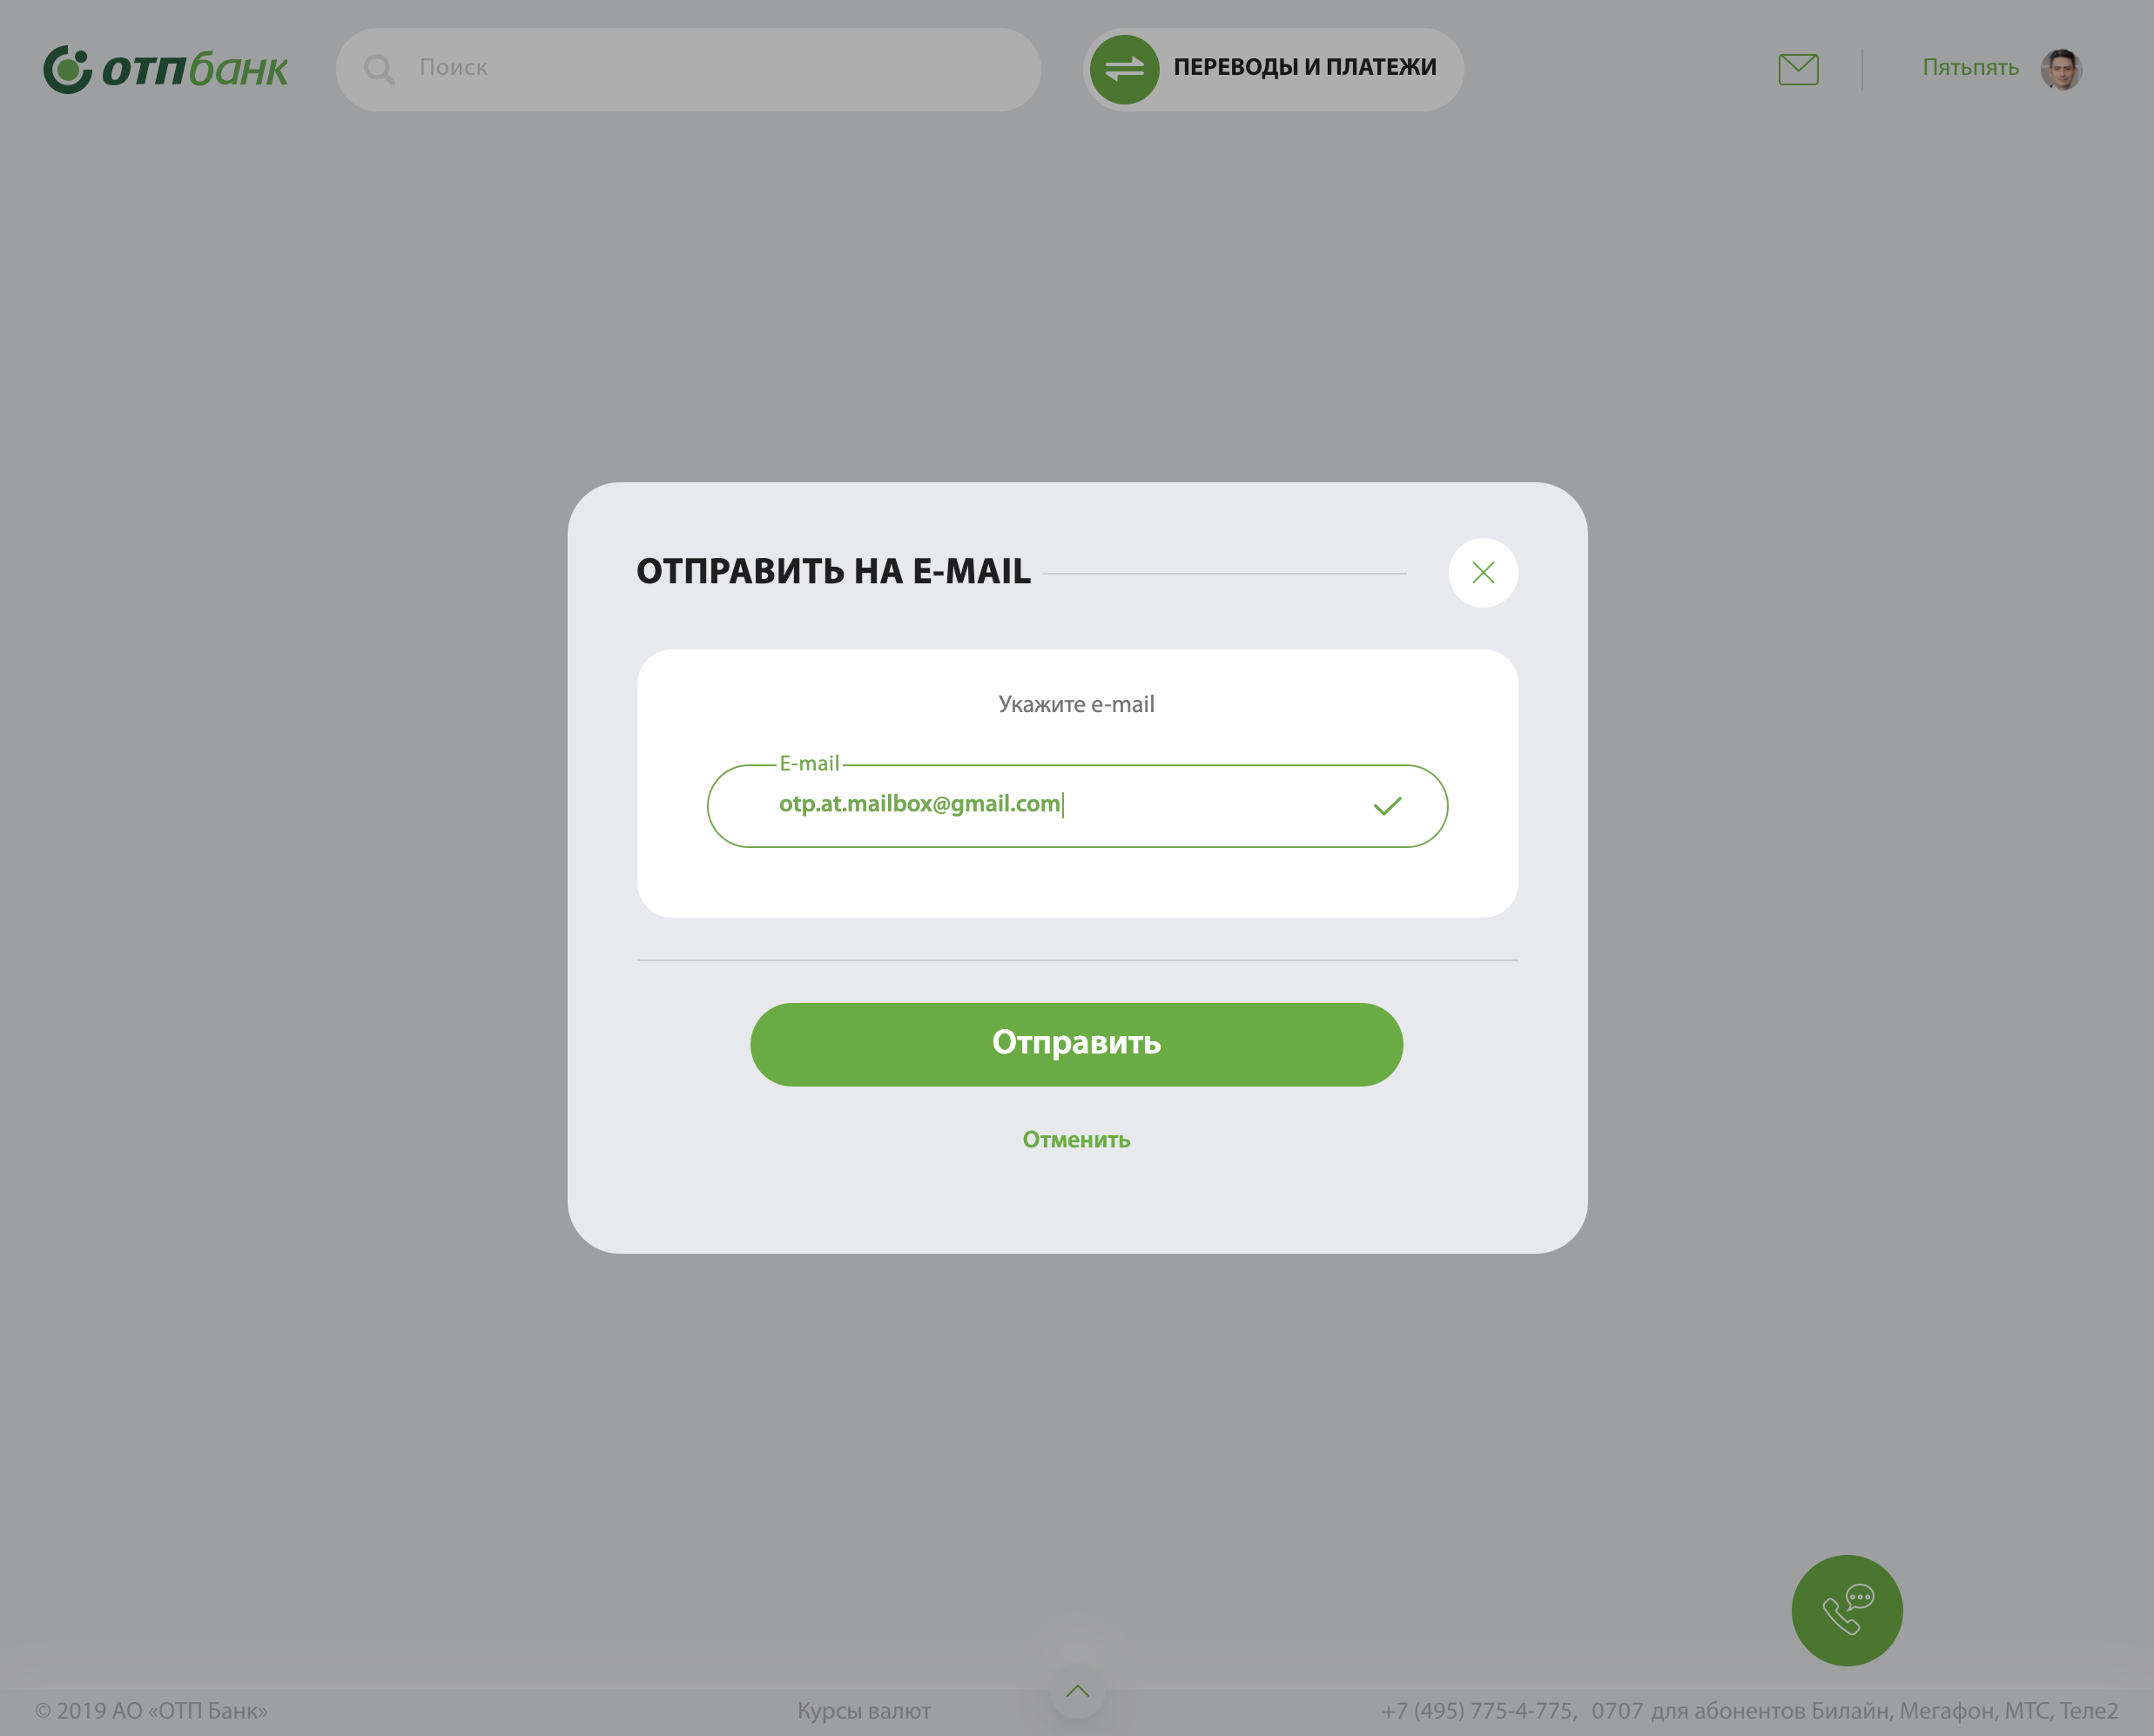 отпбанк
Поиск
ПЕРЕВОДЫ И ПЛАТЕЖИ
Пятьпять
ОТПРАВИТЬ НА E-MAIL
Укажите e-mail
E-mail
otp.at.mailbox@gmail.com
Отправить
Отменить
© 2019 АО «ОТП Банк»
Курсы валют
+7 (495) 775-4-775, 0707 для абонентов Билайн, Мегафон, МТС, Теле2